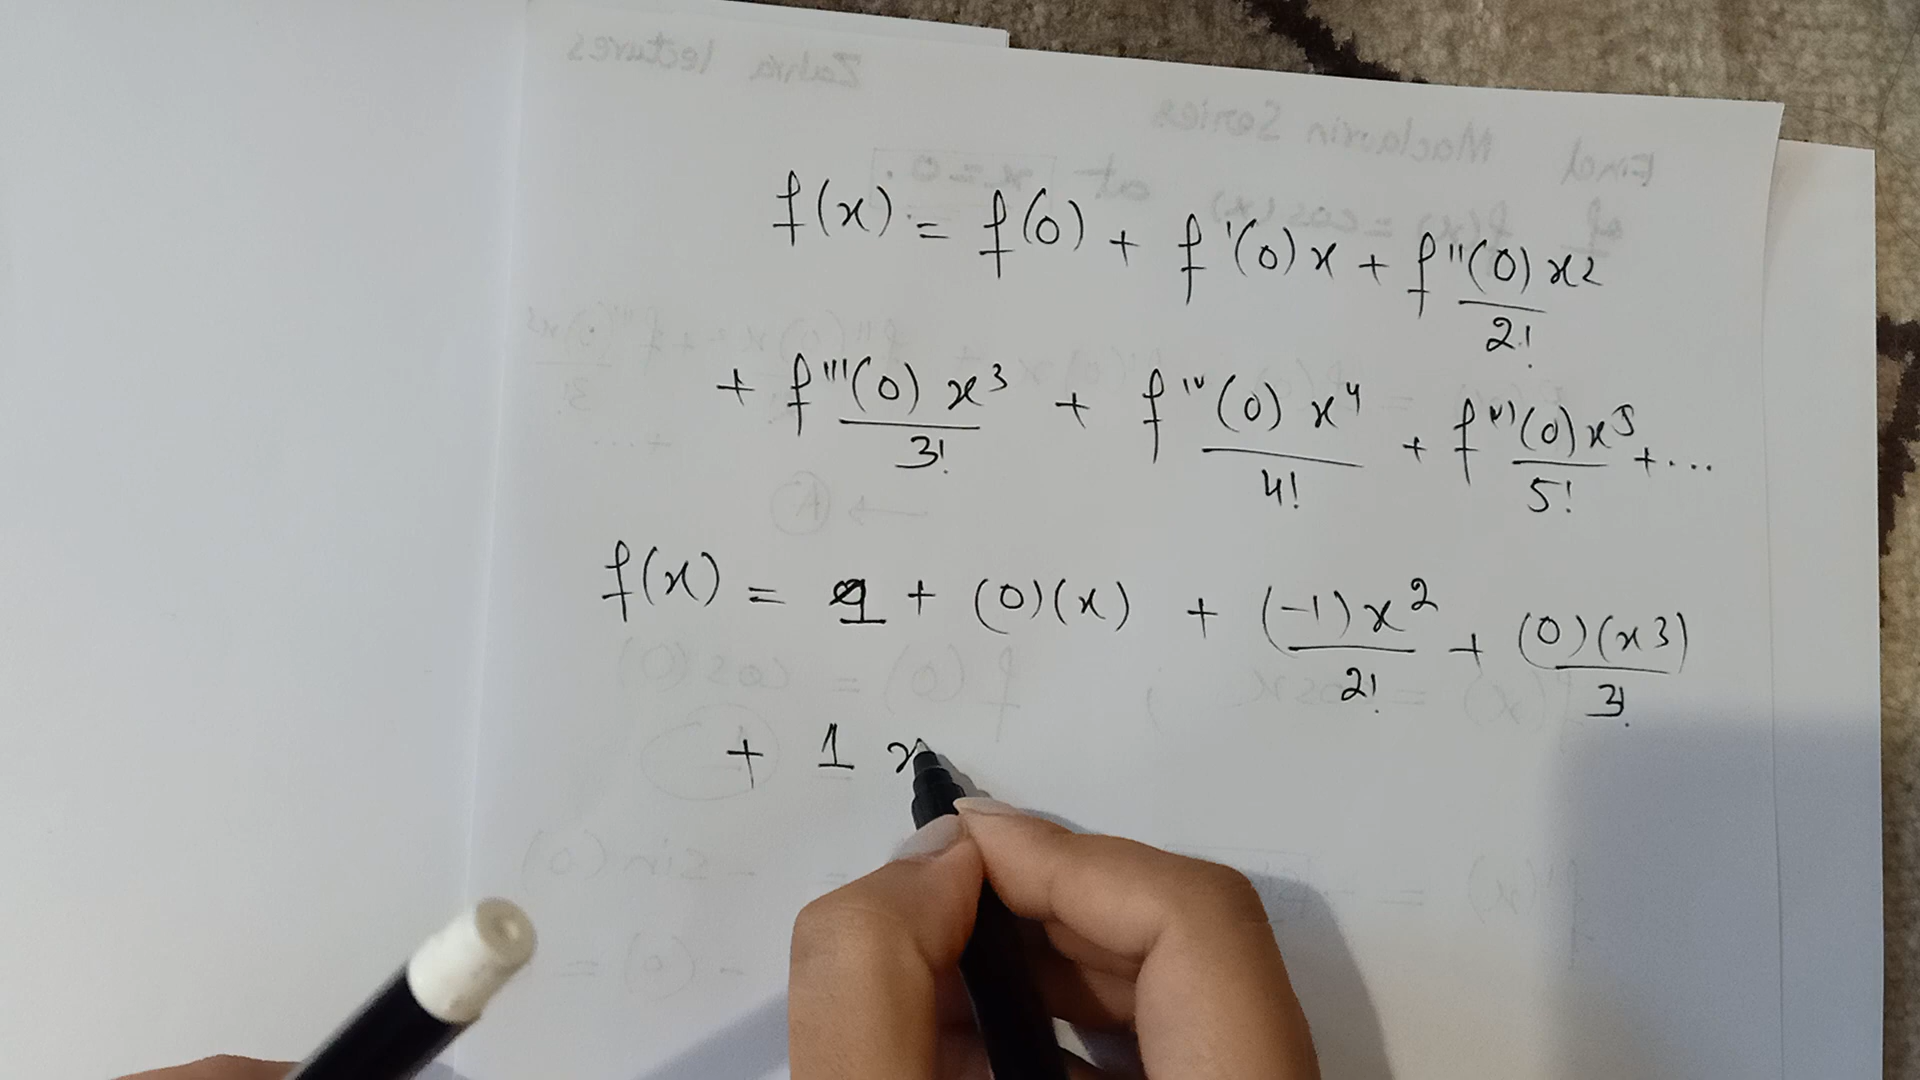 f(x) = f(0) + f'(0)x + f''(0)x2/2!
+ f'''(0) x³/3! + f^iv(0) x⁴/4! + f^(v)(0)x⁵/5! + ...
f(x) = 1 + (0)(x) + (-1)x²/2! + (0)(x3)/3!
+ 1 x